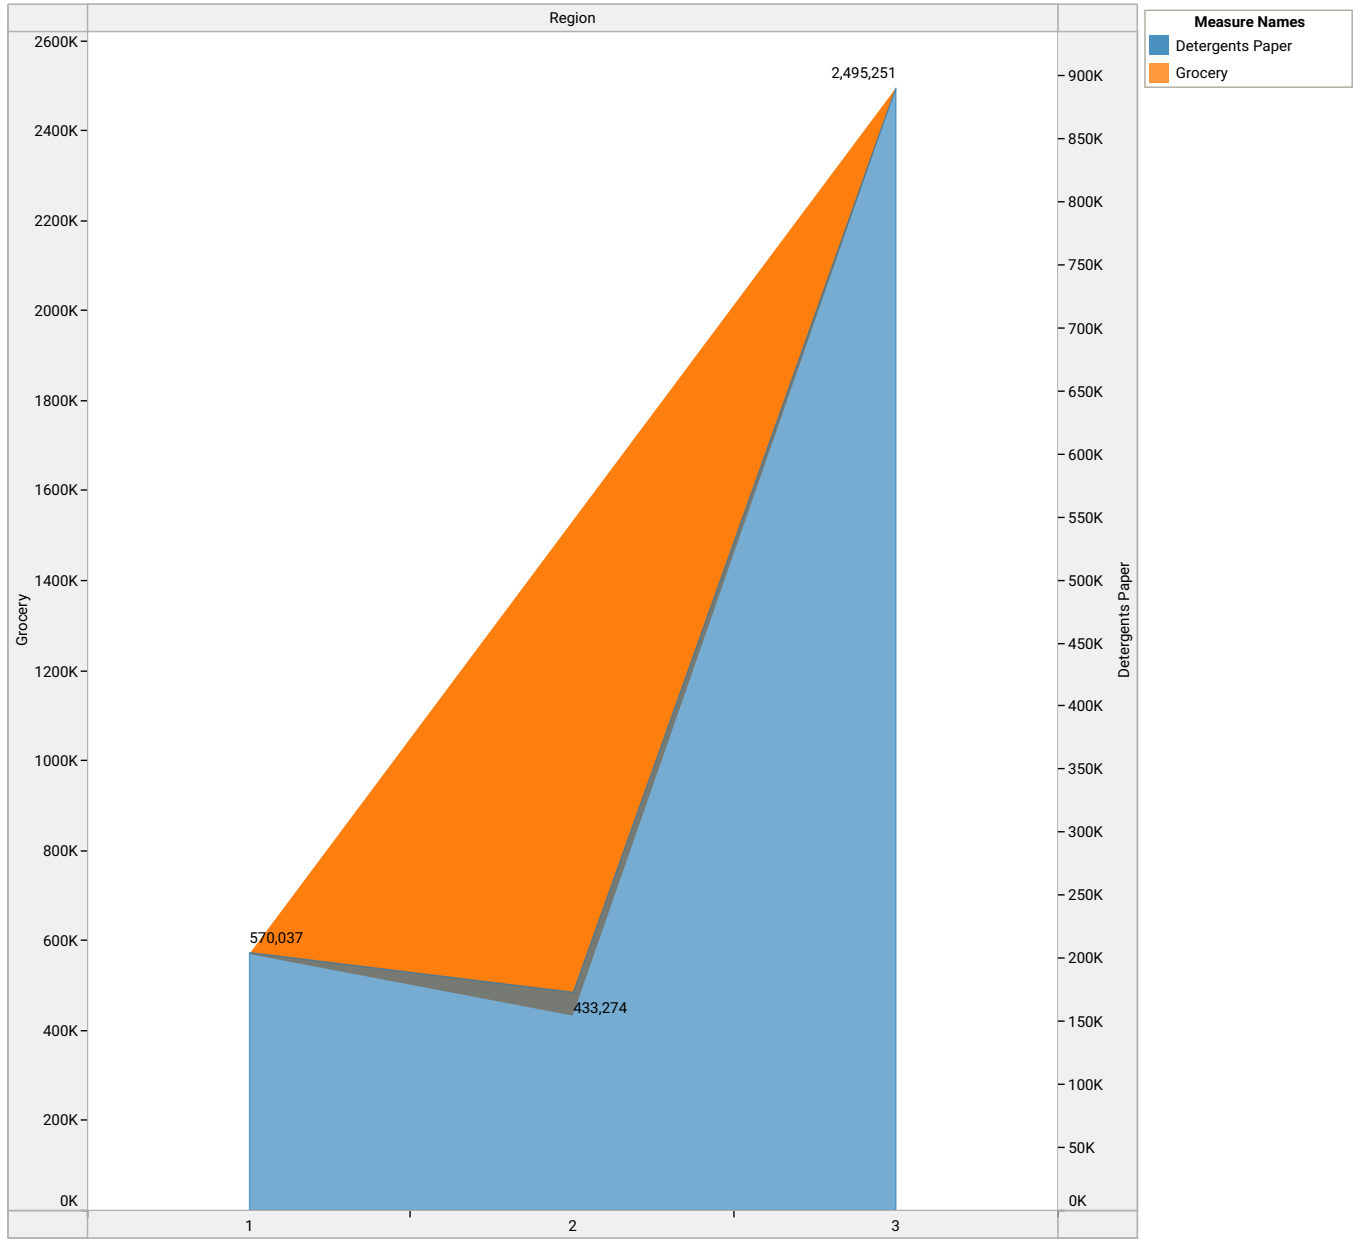 Region
Measure Names
Detergents Paper
Grocery
2600K
2400K
2200K
2000K
1800K
1600K
1400K
1200K
1000K
800K
600K
400K
200K
0K
Grocery
2,495,251
570,037
433,274
900K
850K
800K
750K
700K
650K
600K
550K
500K
450K
400K
350K
300K
250K
200K
150K
100K
50K
0K
Detergents Paper
1
2
3